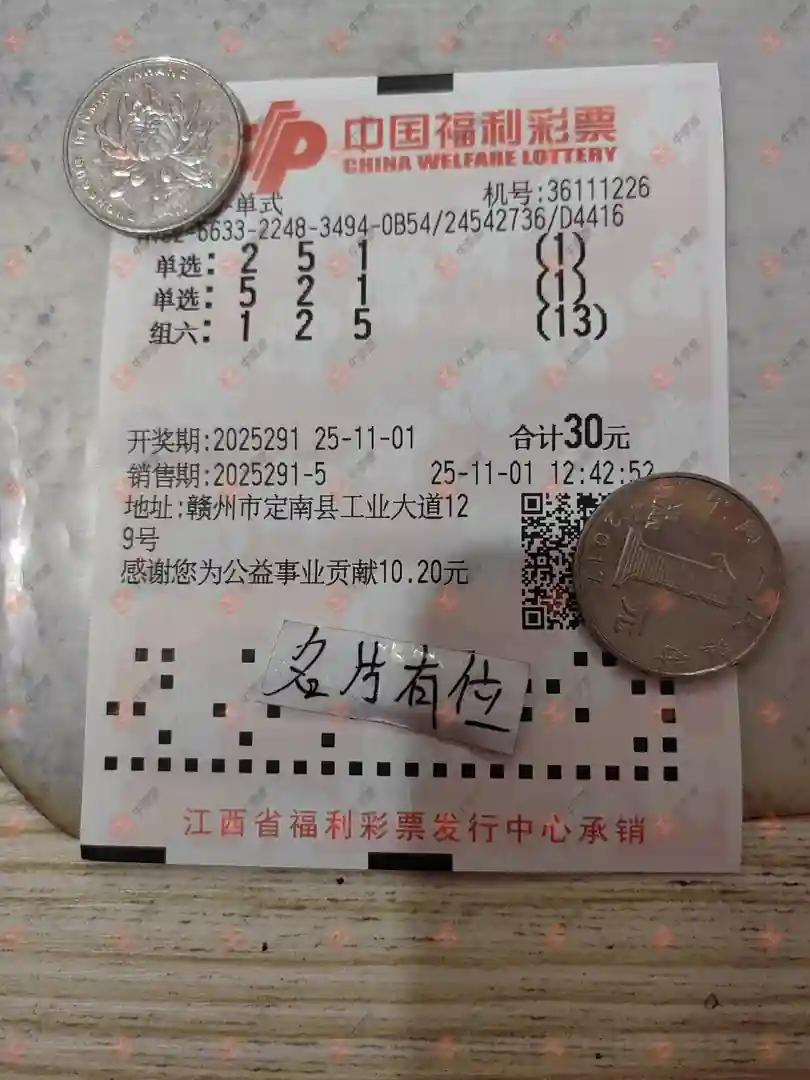 中国福利彩票
CHINA WELFARE LOTTERY
单式 机号:36111226
6633-2248-3494-0B54/24542736/D4416
单选: 2 5 1 (1)
单选: 5 2 1 (1)
组六: 1 2 5 (13)
开奖期:2025291 25-11-01 合计30元
销售期:2025291-5 25-11-01 12:42:52
地址:赣州市定南县工业大道12
9号
感谢您为公益事业贡献10.20元
名片有位
江西省福利彩票发行中心承销